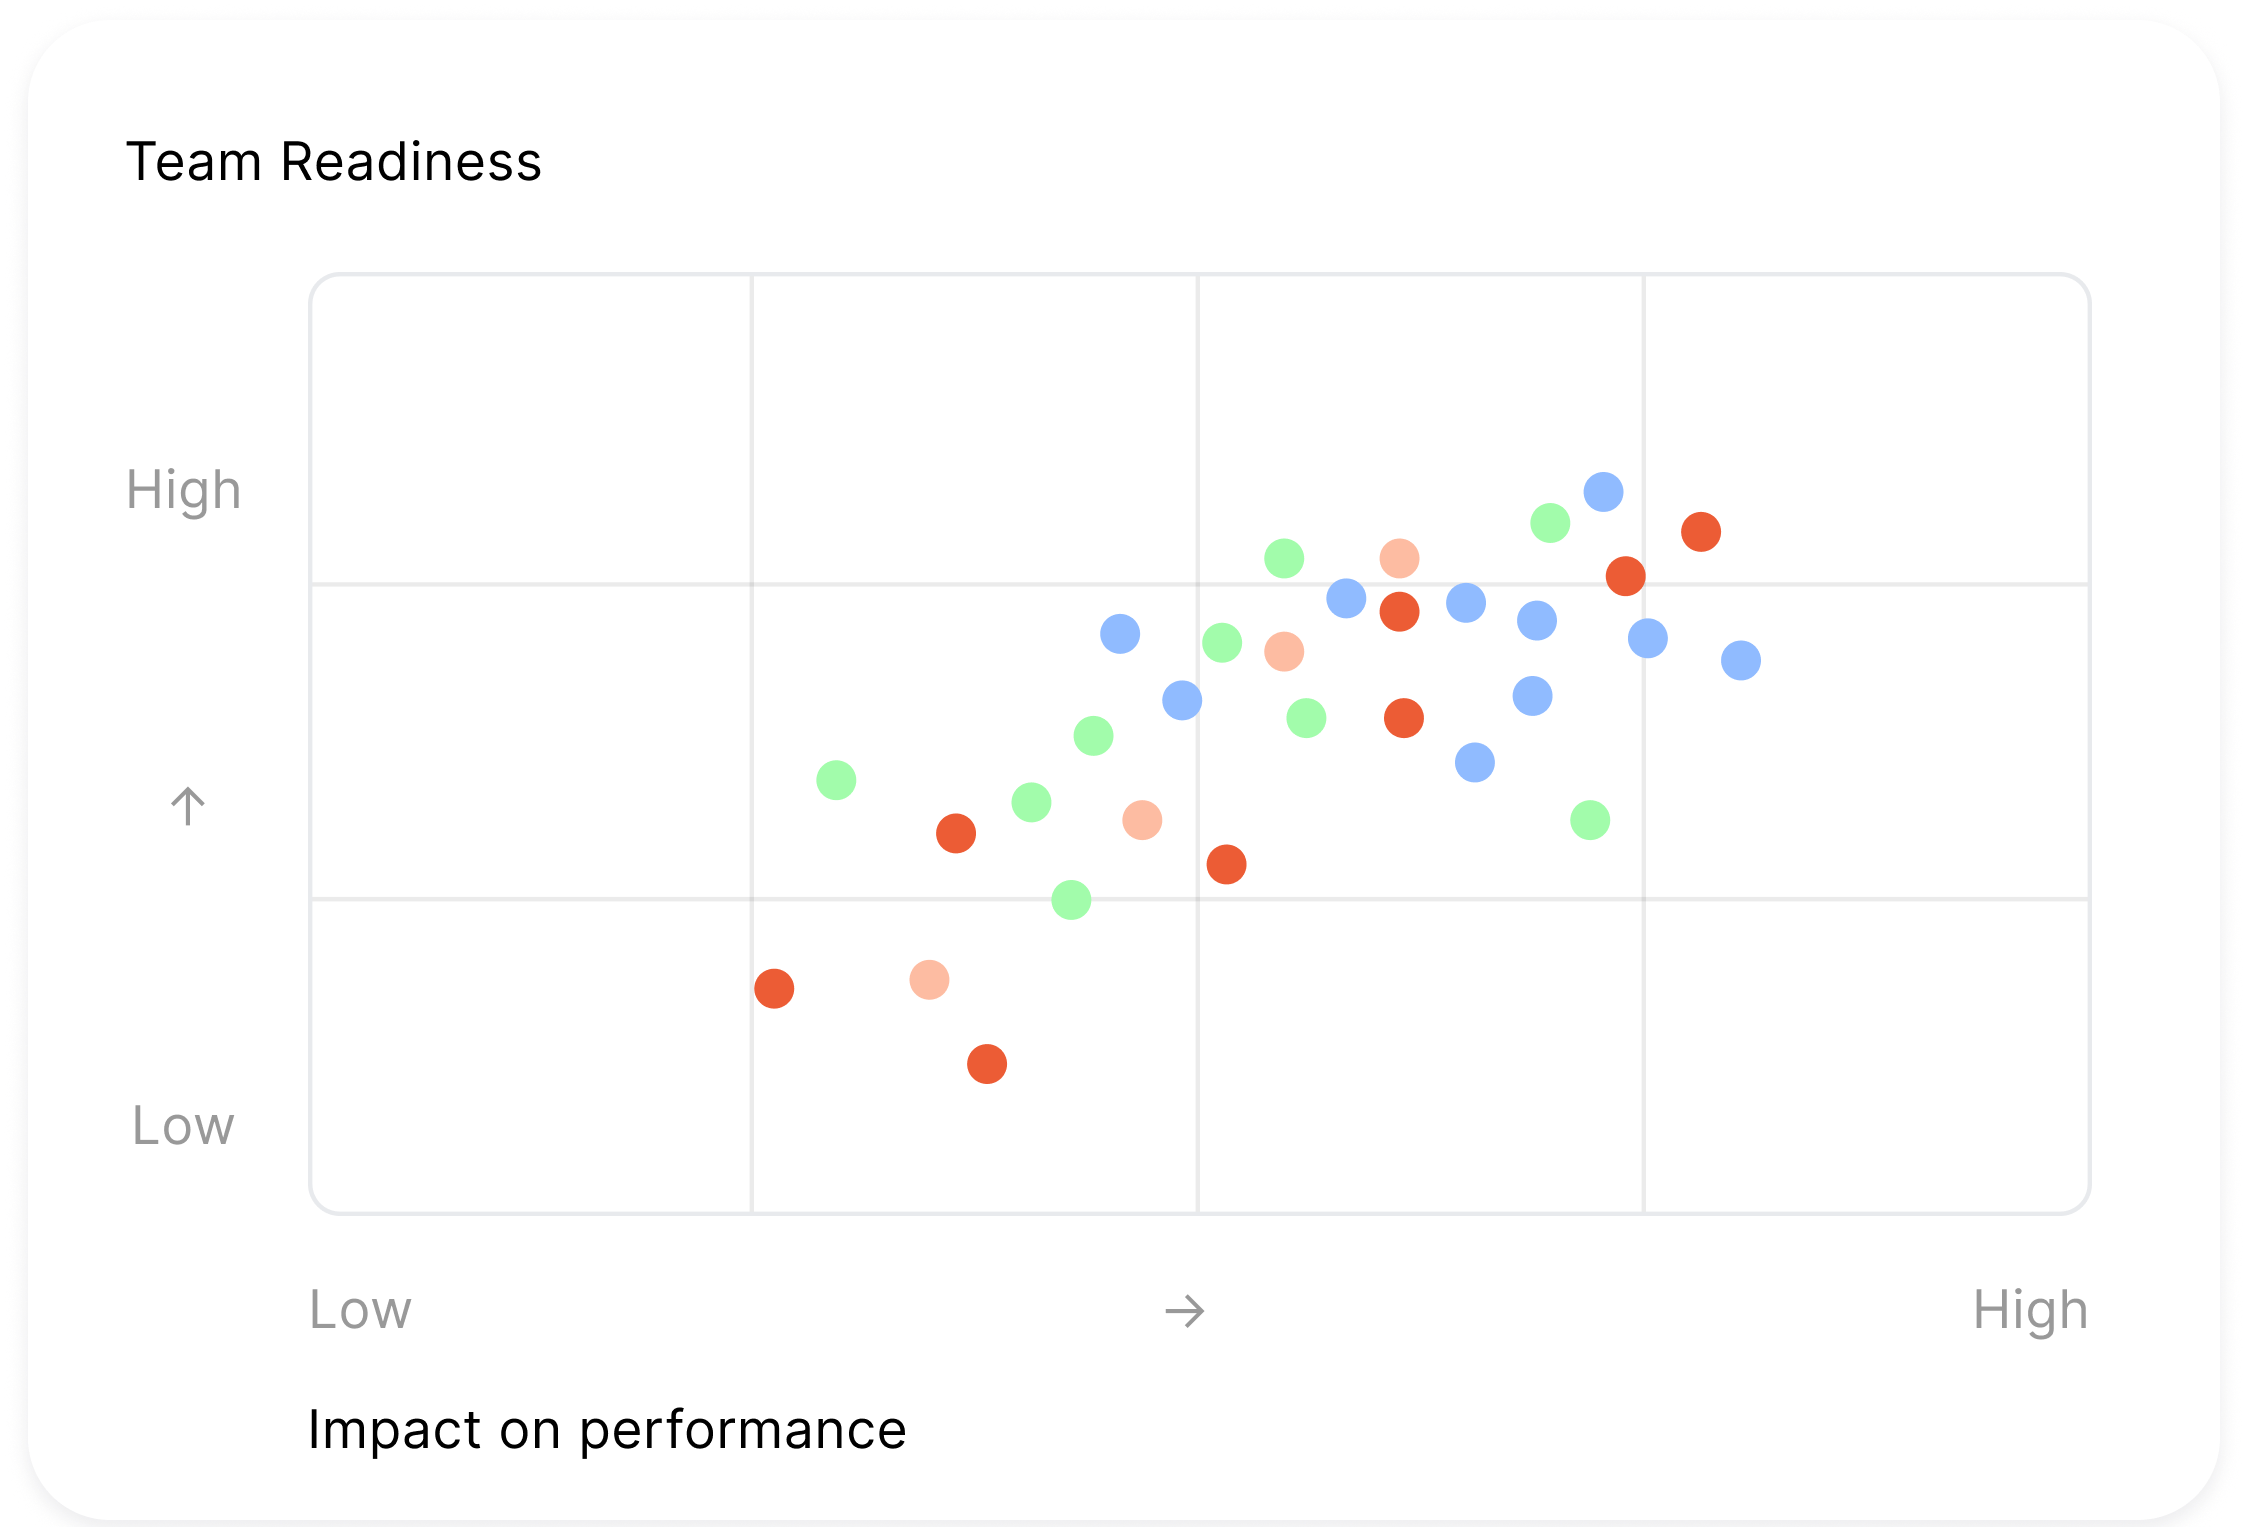 Team Readiness
High
↑
Low
Low
→
High
Impact on performance